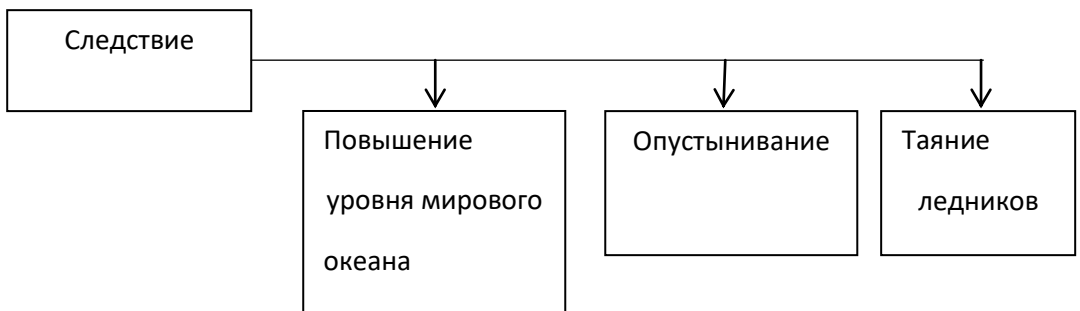 Следствие
Повышение
уровня мирового
океана
Опустынивание
Таяние
ледников